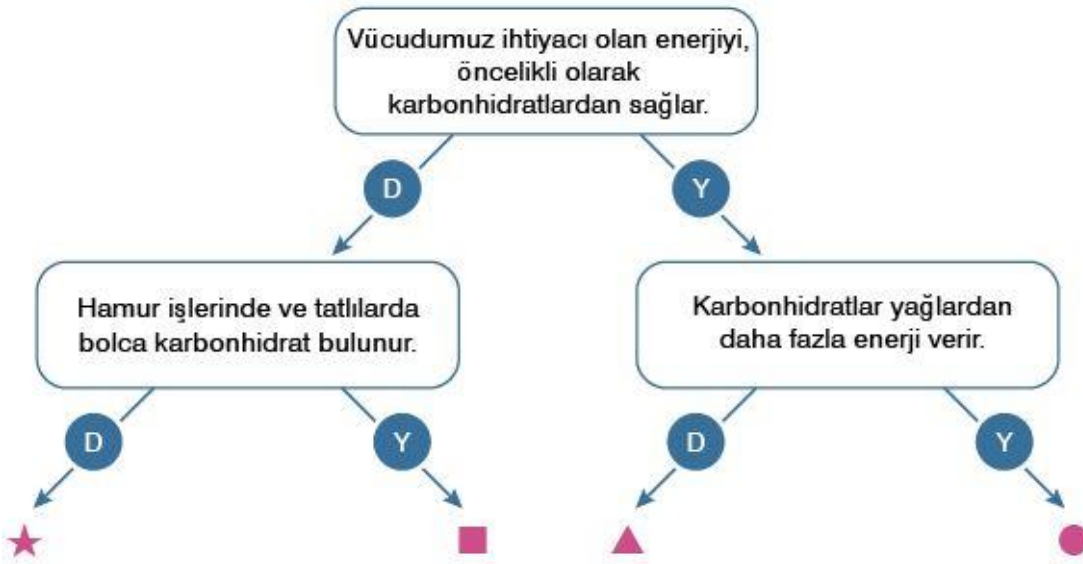 Vücudumuz ihtiyacı olan enerjiyi,
öncelikli olarak
karbonhidratlardan sağlar.
D
Y
Hamur işlerinde ve tatlılarda
bolca karbonhidrat bulunur.
Karbonhidratlar yağlardan
daha fazla enerji verir.
D
Y
D
Y